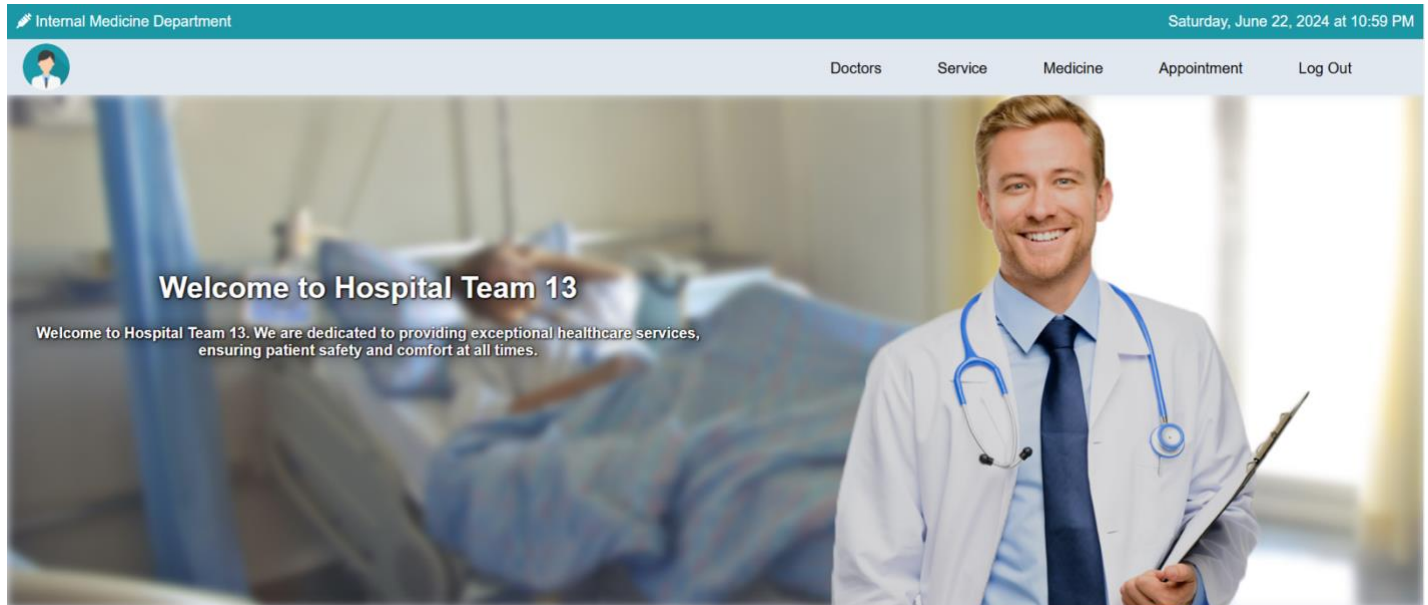 Internal Medicine Department
Saturday, June 22, 2024 at 10:59 PM
Doctors
Service
Medicine
Appointment
Log Out
Welcome to Hospital Team 13
Welcome to Hospital Team 13. We are dedicated to providing exceptional healthcare services,
ensuring patient safety and comfort at all times.